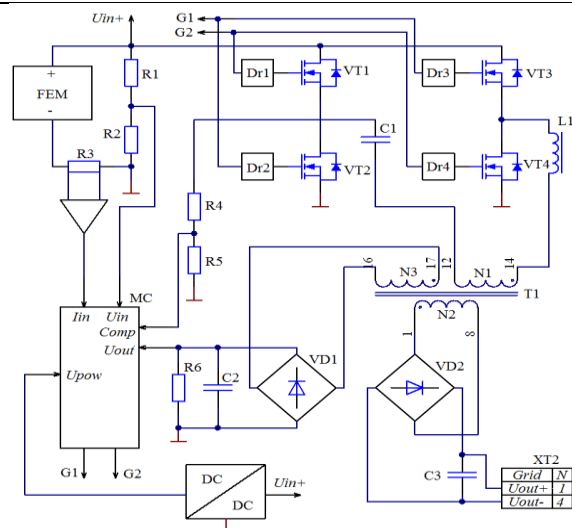 Uin+
G1
G2
+
FEM
-
R1
R2
R3
Dr1
VT1
Dr3
VT3
C1
L1
Dr2
VT2
Dr4
VT4
R4
R5
16
N3
17
12
N1
14
T1
N2
1
8
MC
Iin
Uin
Comp
Uout
Upow
R6
C2
VD1
VD2
C3
G1
G2
DC
DC
Uin+
XT2
Grid N
Uout+ 1
Uout- 4